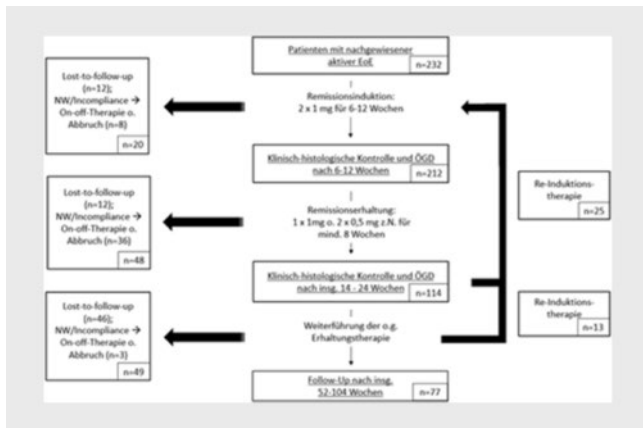 Patienten mit nachgewiesener
aktiver EoE
n=232
Lost-to-follow-up
(n=12);
NW/Incompliance →
On-off-Therapie o.
Abbruch (n=8)
n=20
Remissionsinduktion:
2 x 1 mg für 6-12 Wochen
Klinisch-histologische Kontrolle und ÖGD
nach 6-12 Wochen
n=212
Re-Induktions-
therapie
n=25
Lost-to-follow-up
(n=12);
NW/Incompliance →
On-off-Therapie o.
Abbruch (n=36)
n=48
Remissionserhaltung:
1 x 1mg o. 2 x 0,5 mg z.N. für
mind. 8 Wochen
Klinisch-histologische Kontrolle und ÖGD
nach insg. 14 - 24 Wochen
n=114
Re-Induktions-
therapie
n=13
Lost-to-follow-up
(n=46);
NW/Incompliance →
On-off-Therapie o.
Abbruch (n=3)
n=49
Weiterführung der o.g.
Erhaltungstherapie
Follow-Up nach insg.
52-104 Wochen
n=77